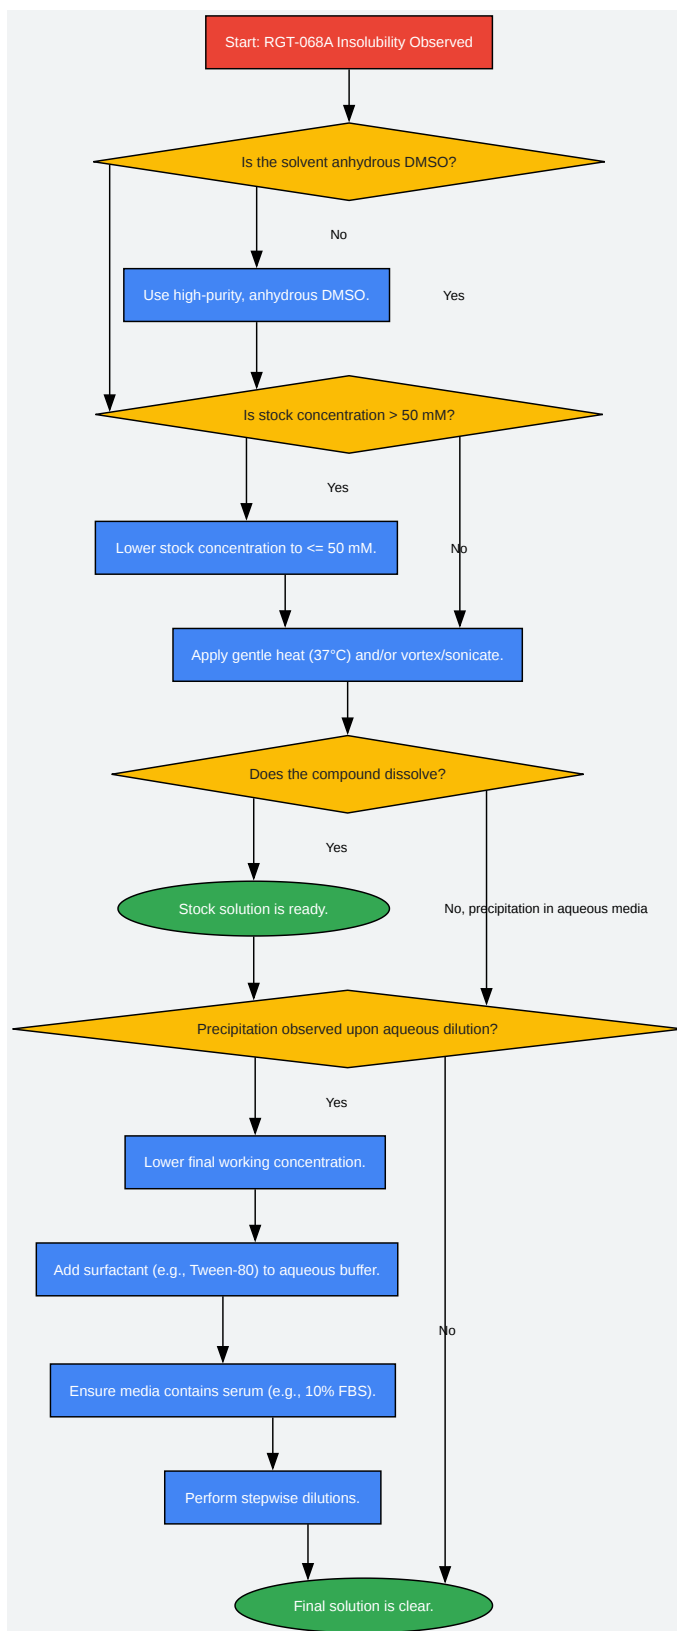 Start: RGT-068A Insolubility Observed
Is the solvent anhydrous DMSO?
No
Use high-purity, anhydrous DMSO.
Yes
Is stock concentration > 50 mM?
Yes
Lower stock concentration to <= 50 mM.
No
Apply gentle heat (37°C) and/or vortex/sonicate.
Does the compound dissolve?
Yes
Stock solution is ready.
No, precipitation in aqueous media
Precipitation observed upon aqueous dilution?
Yes
Lower final working concentration.
Add surfactant (e.g., Tween-80) to aqueous buffer.
No
Ensure media contains serum (e.g., 10% FBS).
Perform stepwise dilutions.
Final solution is clear.